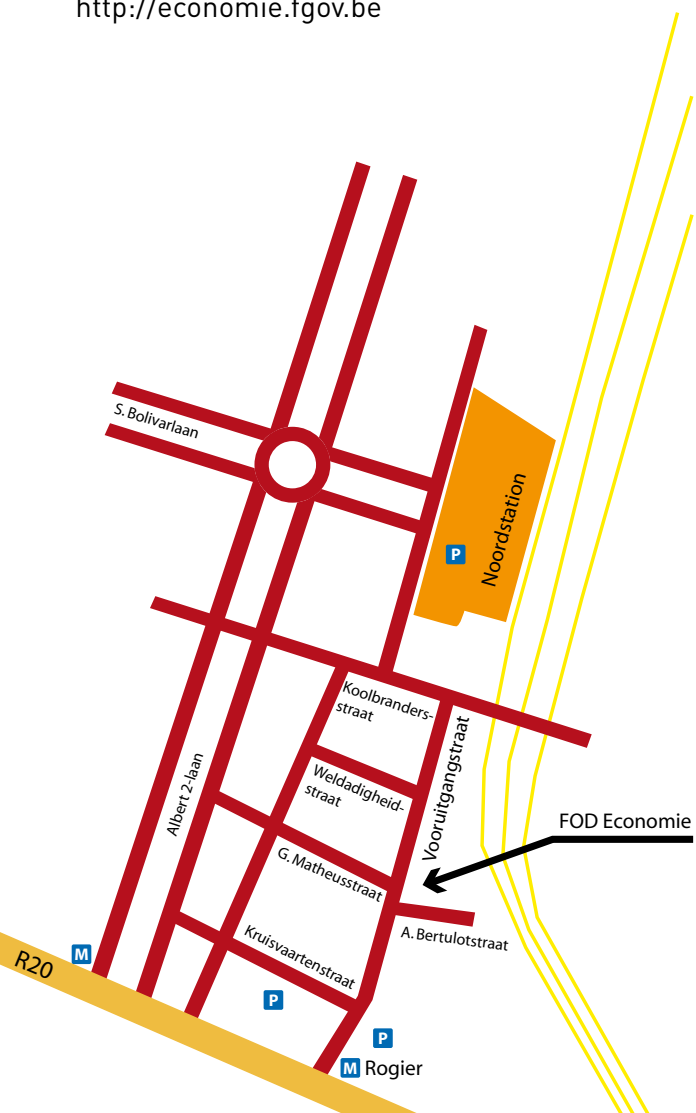 http://economie.fgov.be
S. Bolivarlaan
Noordstation
P
Koolbranders-
straat
Vooruitgangstraat
Weldadigheid-
straat
Albert 2-laan
FOD Economie
G. Matheusstraat
A. Bertulotstraat
Kruisvaartenstraat
M
R20
P
P
M Rogier